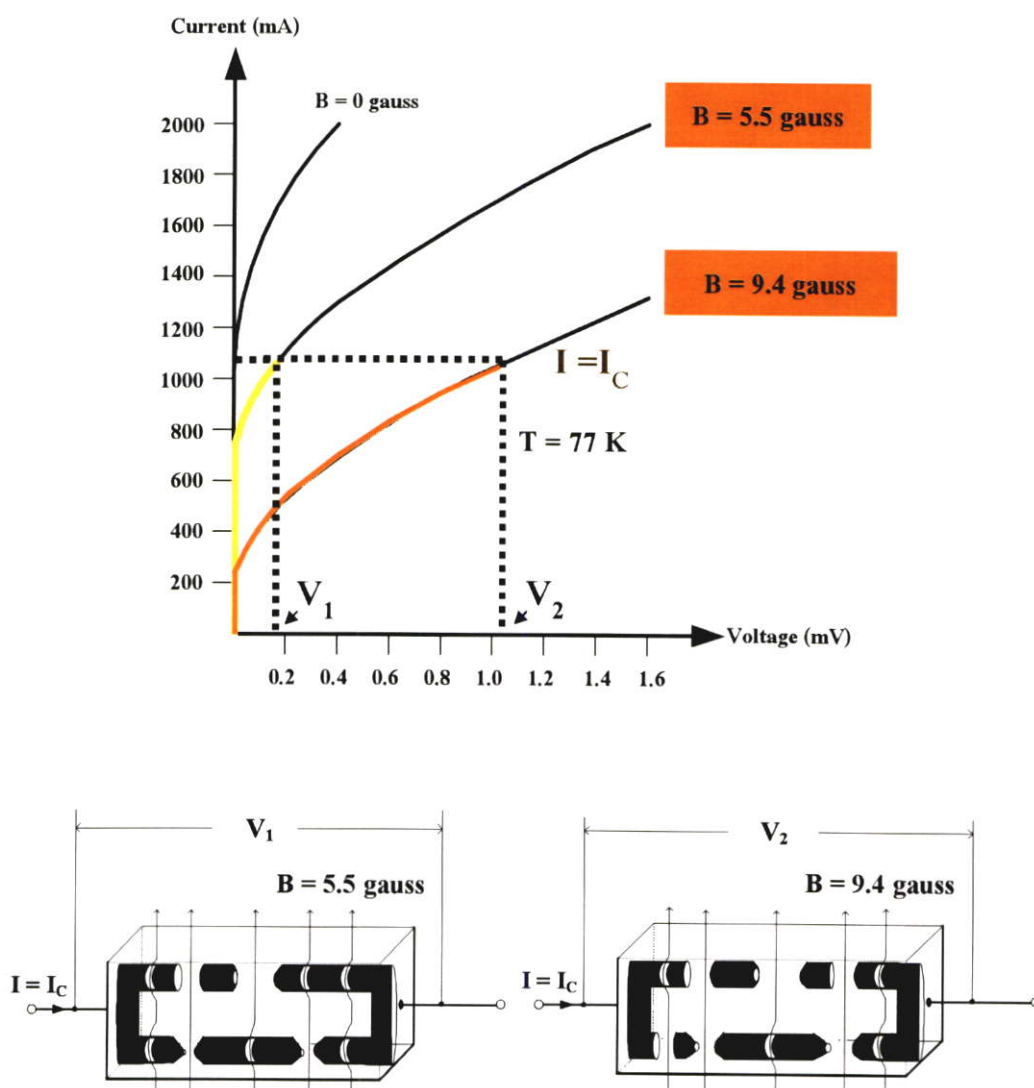 Current (mA)
B = 0 gauss
B = 5.5 gauss
2000
1800
1600
1400
1200
1000
800
600
400
200
B = 9.4 gauss
I =I_C
T = 77 K
V_1
V_2
Voltage (mV)
0.2 0.4 0.6 0.8 1.0 1.2 1.4 1.6
V₁
B = 5.5 gauss
I = I_C
V₂
B = 9.4 gauss
I = I_C